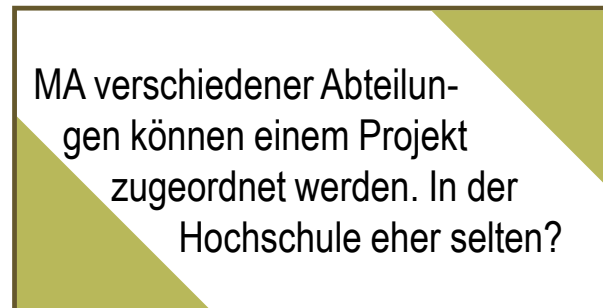 MA verschiedener Abteilun-
gen können einem Projekt
zugeordnet werden. In der
Hochschule eher selten?